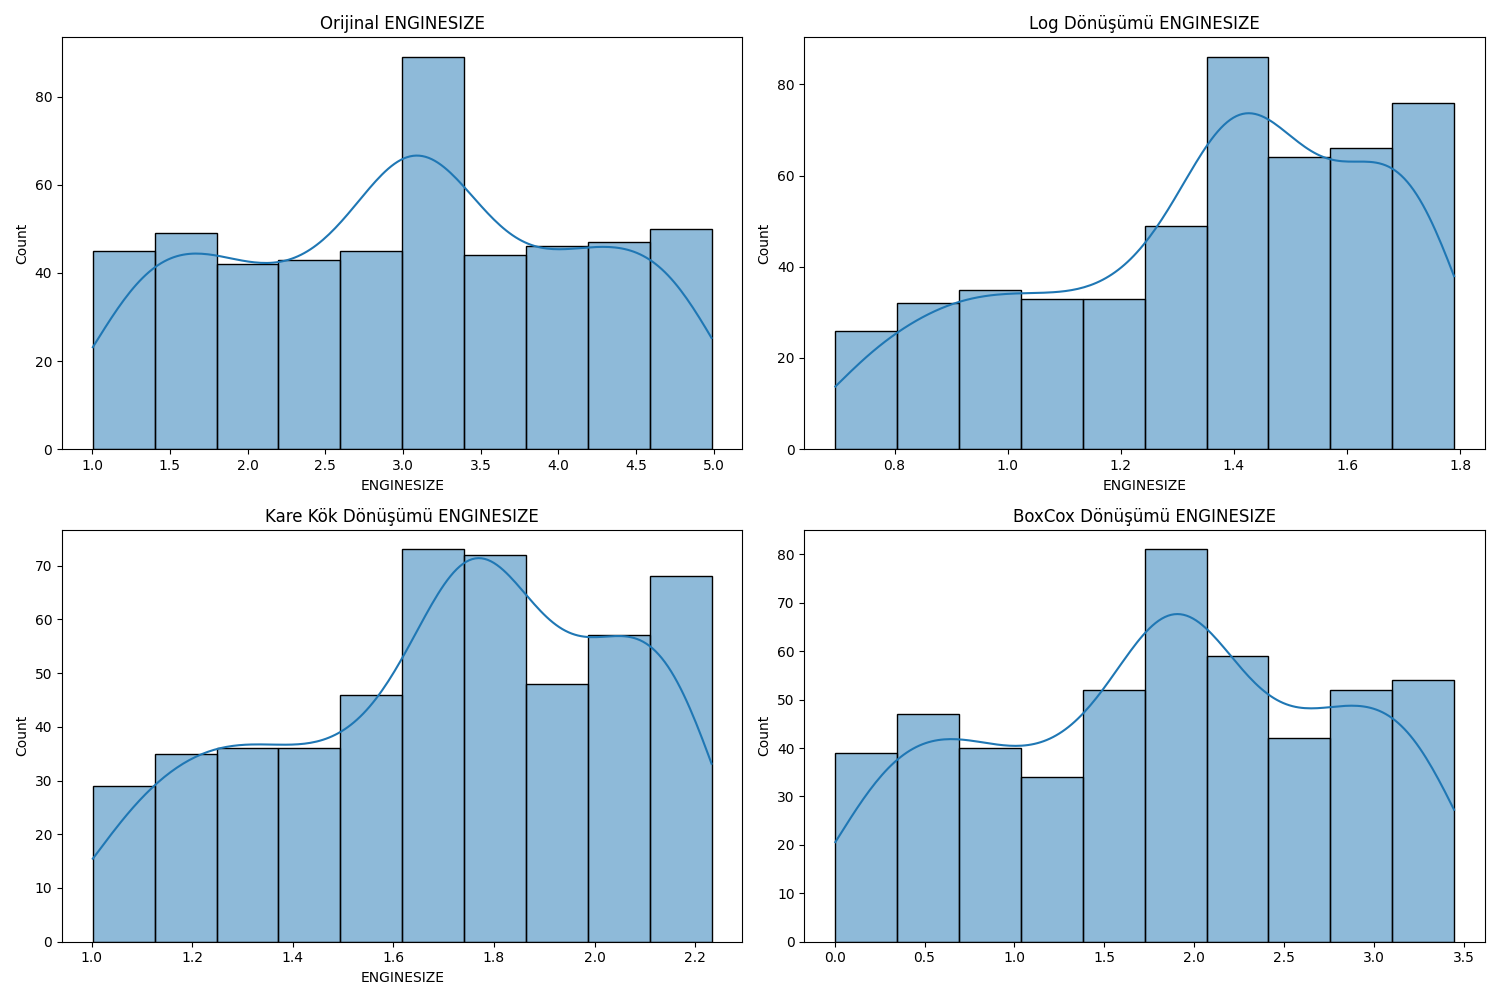 Orijinal ENGINESIZE
Count
80
60
40
20
0
1.0 1.5 2.0 2.5 3.0 3.5 4.0 4.5 5.0
ENGINESIZE
Log Dönüşümü ENGINESIZE
Count
80
60
40
20
0
0.8 1.0 1.2 1.4 1.6 1.8
ENGINESIZE
Kare Kök Dönüşümü ENGINESIZE
Count
70
60
50
40
30
20
10
0
1.0 1.2 1.4 1.6 1.8 2.0 2.2
ENGINESIZE
BoxCox Dönüşümü ENGINESIZE
Count
80
70
60
50
40
30
20
10
0
0.0 0.5 1.0 1.5 2.0 2.5 3.0 3.5